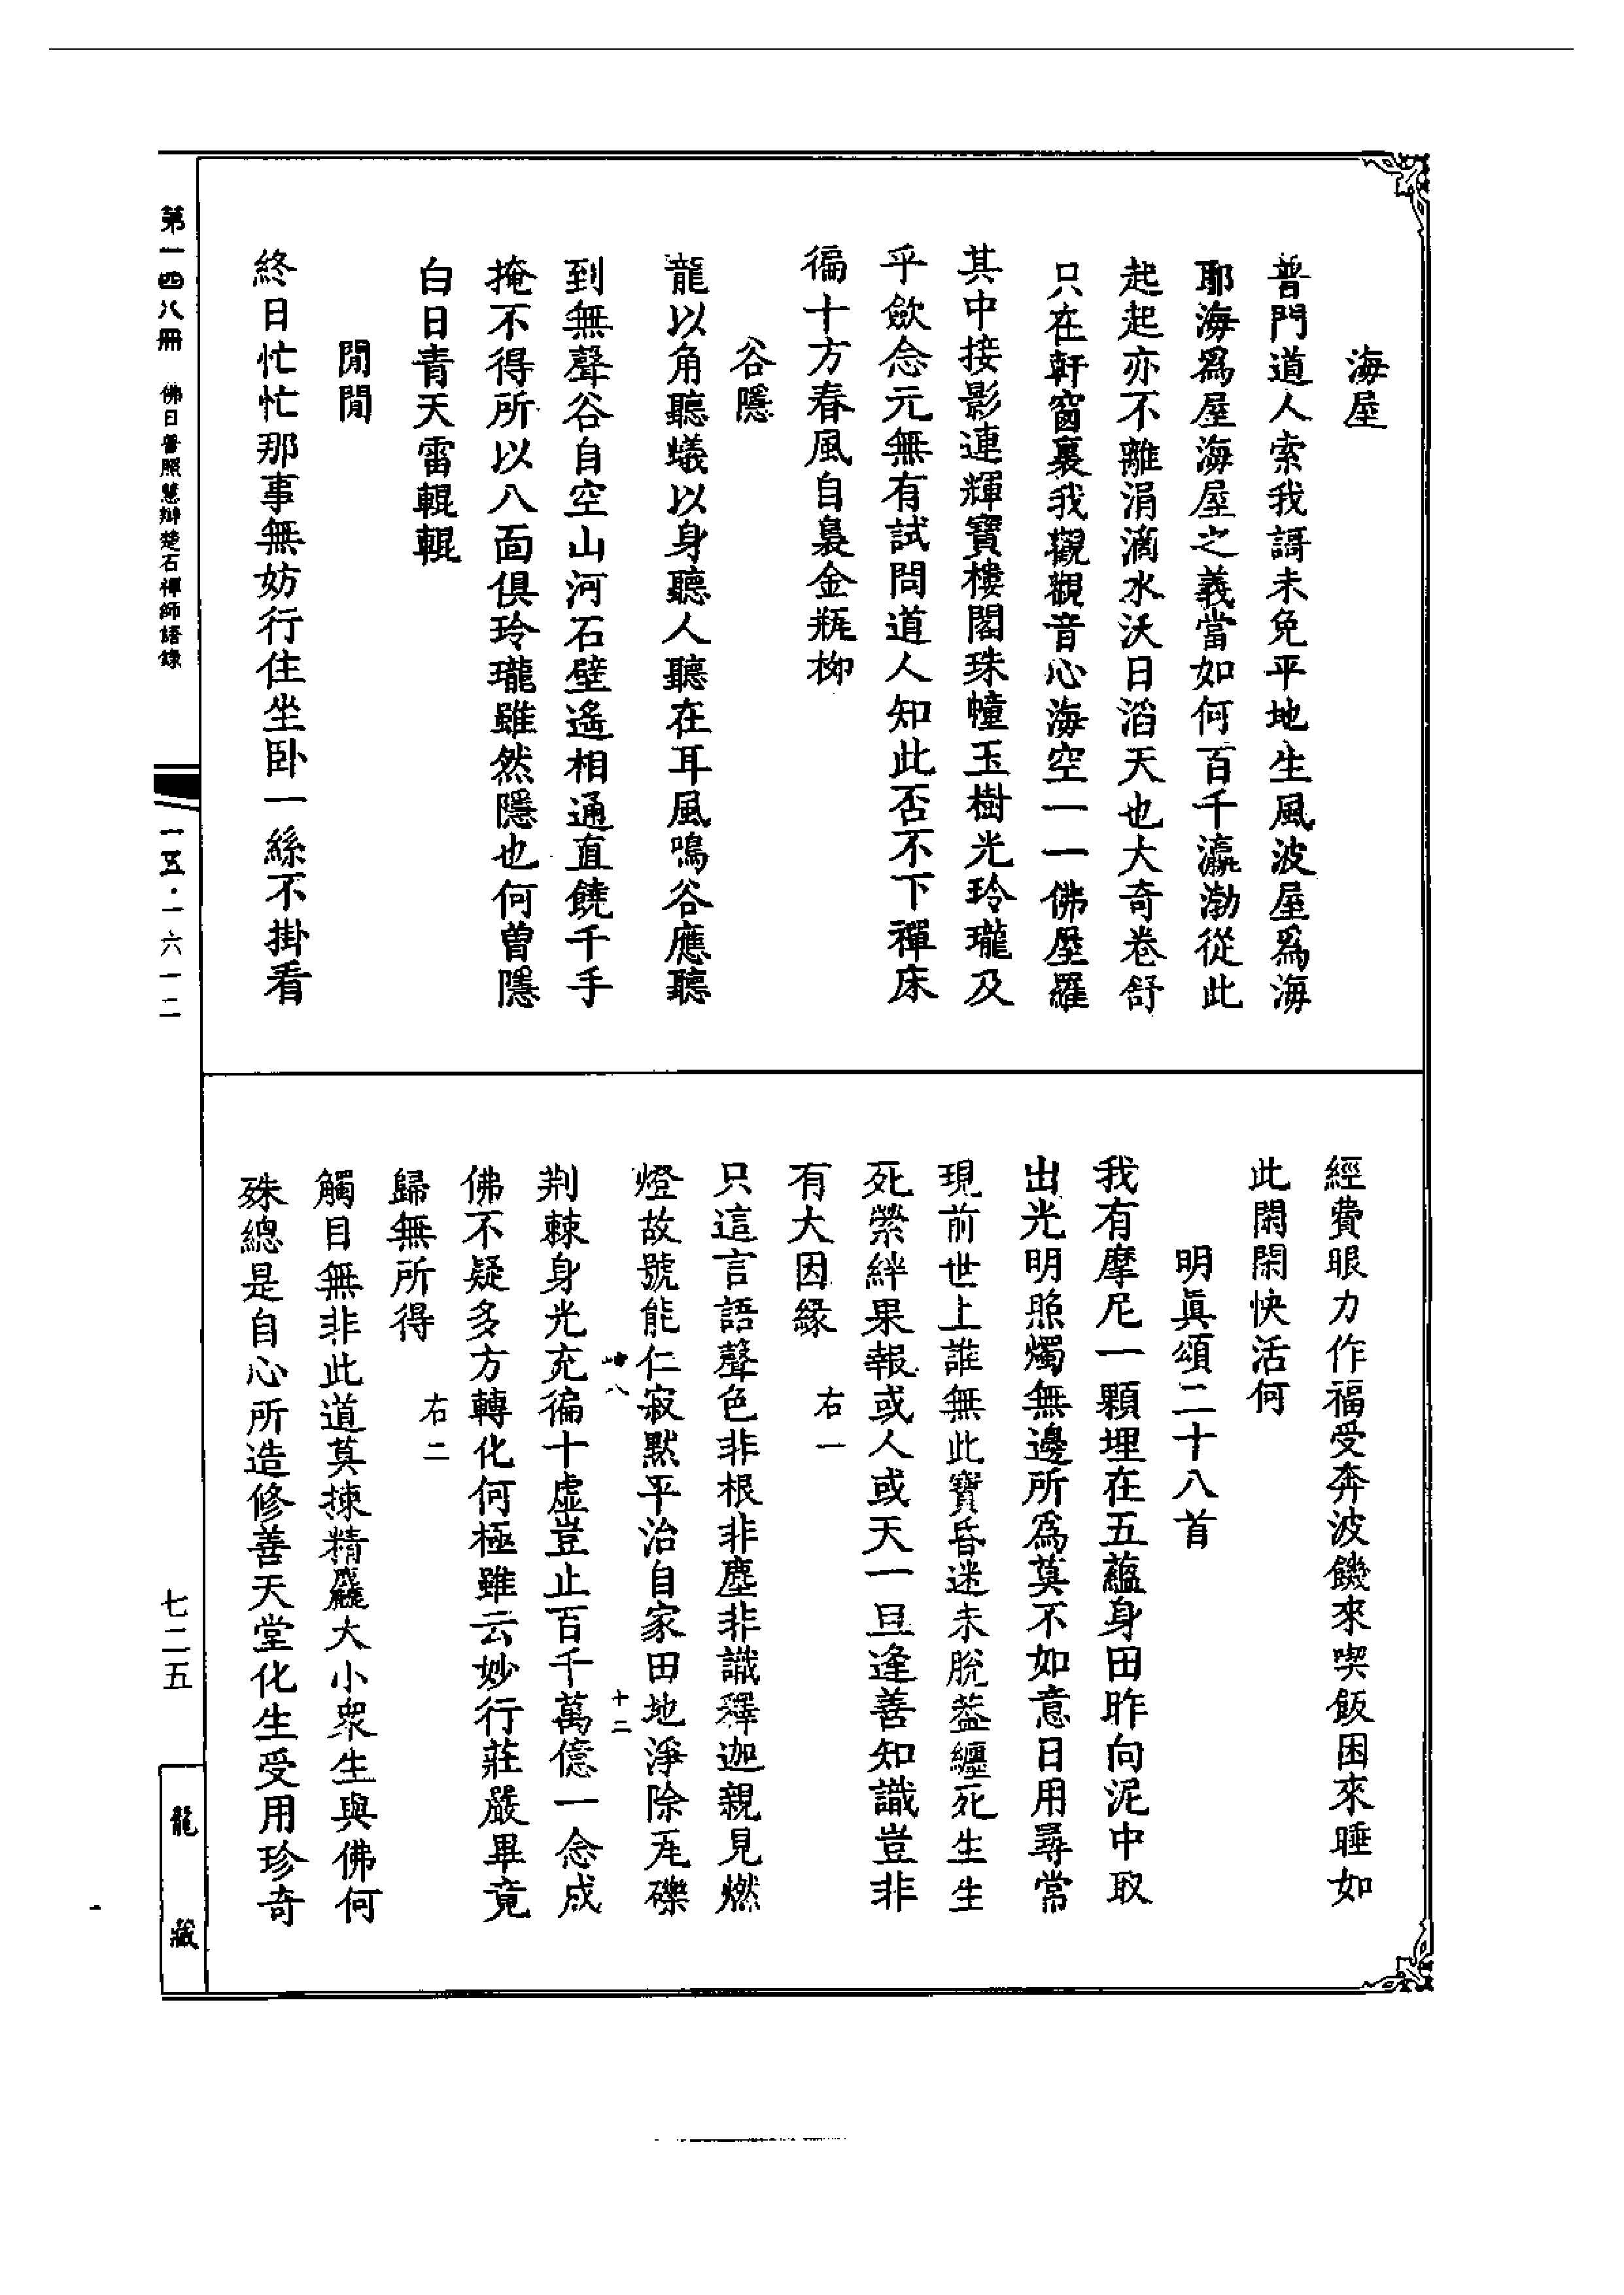 海屋
普門道人索我謌未免平地生風波屋爲海
耶海爲屋海屋之義當如何百千瀛渤從此
起起亦不離涓滴水沃日滔天也大奇卷舒
只在軒窗裏我觀觀音心海空一一佛壓羅
其中接影連輝寶樓閣珠幢玉樹光玲瓏及
乎斂念元無有試問道人知此否不下禪床
徧十方春風自裊金瓶柳
谷隱
龍以角聽蟻以身聽人聽在耳風鳴谷應聽
到無聲谷自空山河石壁遙相通直饒千手
掩不得所以八面俱玲瓏雖然隱也何曾隱
白日青天雷輥輥
閒閒
終日忙忙那事無妨行住坐卧一絲不掛看
經費眼力作福受奔波饑來喫飯困來睡如
此閑閑快活何
明眞頌二十八首
我有摩尼一顆埋在五蘊身田昨向泥中取
出光明照燭無邊所爲莫不如意日用尋常
現前世上誰無此寶昏迷未脫蓋纏死生生
死縈絆果報或人或天一旦逢善知識豈非
有大因緣 右一
只這言語聲色非根非塵非識釋迦親見燃
燈故號能仁寂默平治自家田地淨除瓦礫
八 十二
荆棘身光充徧十虛豈止百千萬億一念成
佛不疑多方轉化何極雖云妙行莊嚴畢竟
歸無所得 右二
觸目無非此道莫揀精麤大小衆生與佛何
殊總是自心所造修善天堂化生受用珍奇
第一四八冊 佛日普照慧辯楚石禪師語錄
一五·一六一二
七二五
龍藏